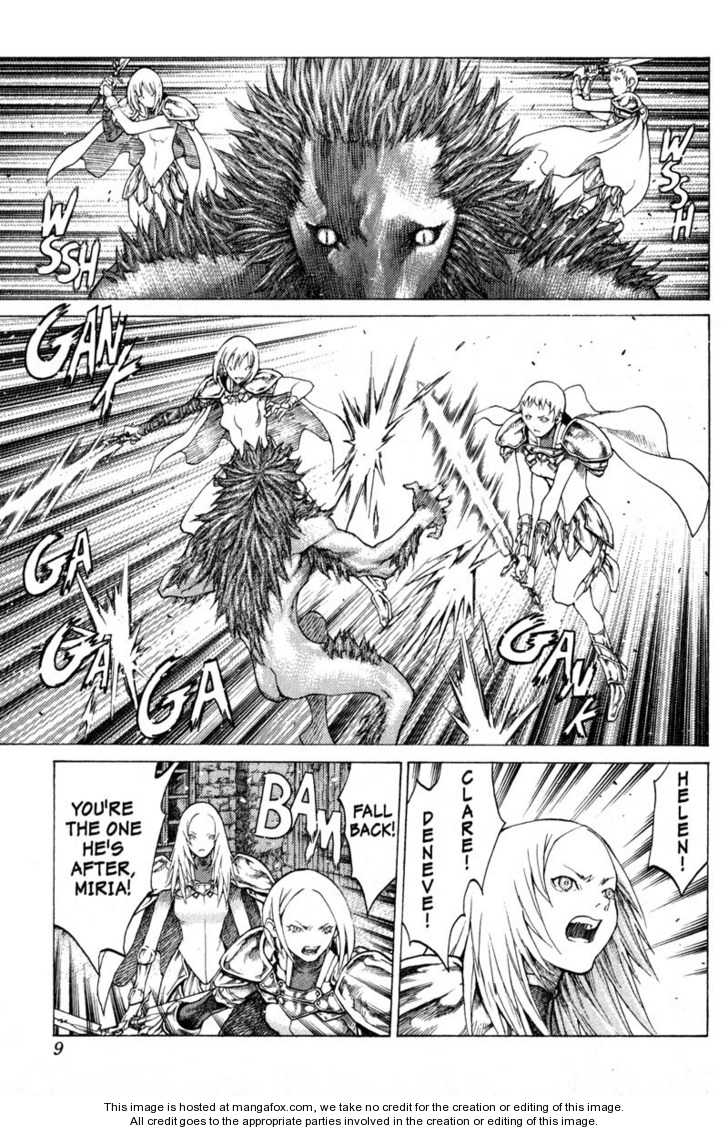 WSSH
WSSH
GANK
GANK
GA
GA
GA
HELEN!
CLARE!
DENEVE!
FALL
BACK!
BAM
YOU'RE
THE ONE
HE'S
AFTER,
MIRIA!
9
This image is hosted at mangafox.com, we take no credit for the creation or editing of this image.
All credit goes to the appropriate parties involved in the creation or editing of this image.